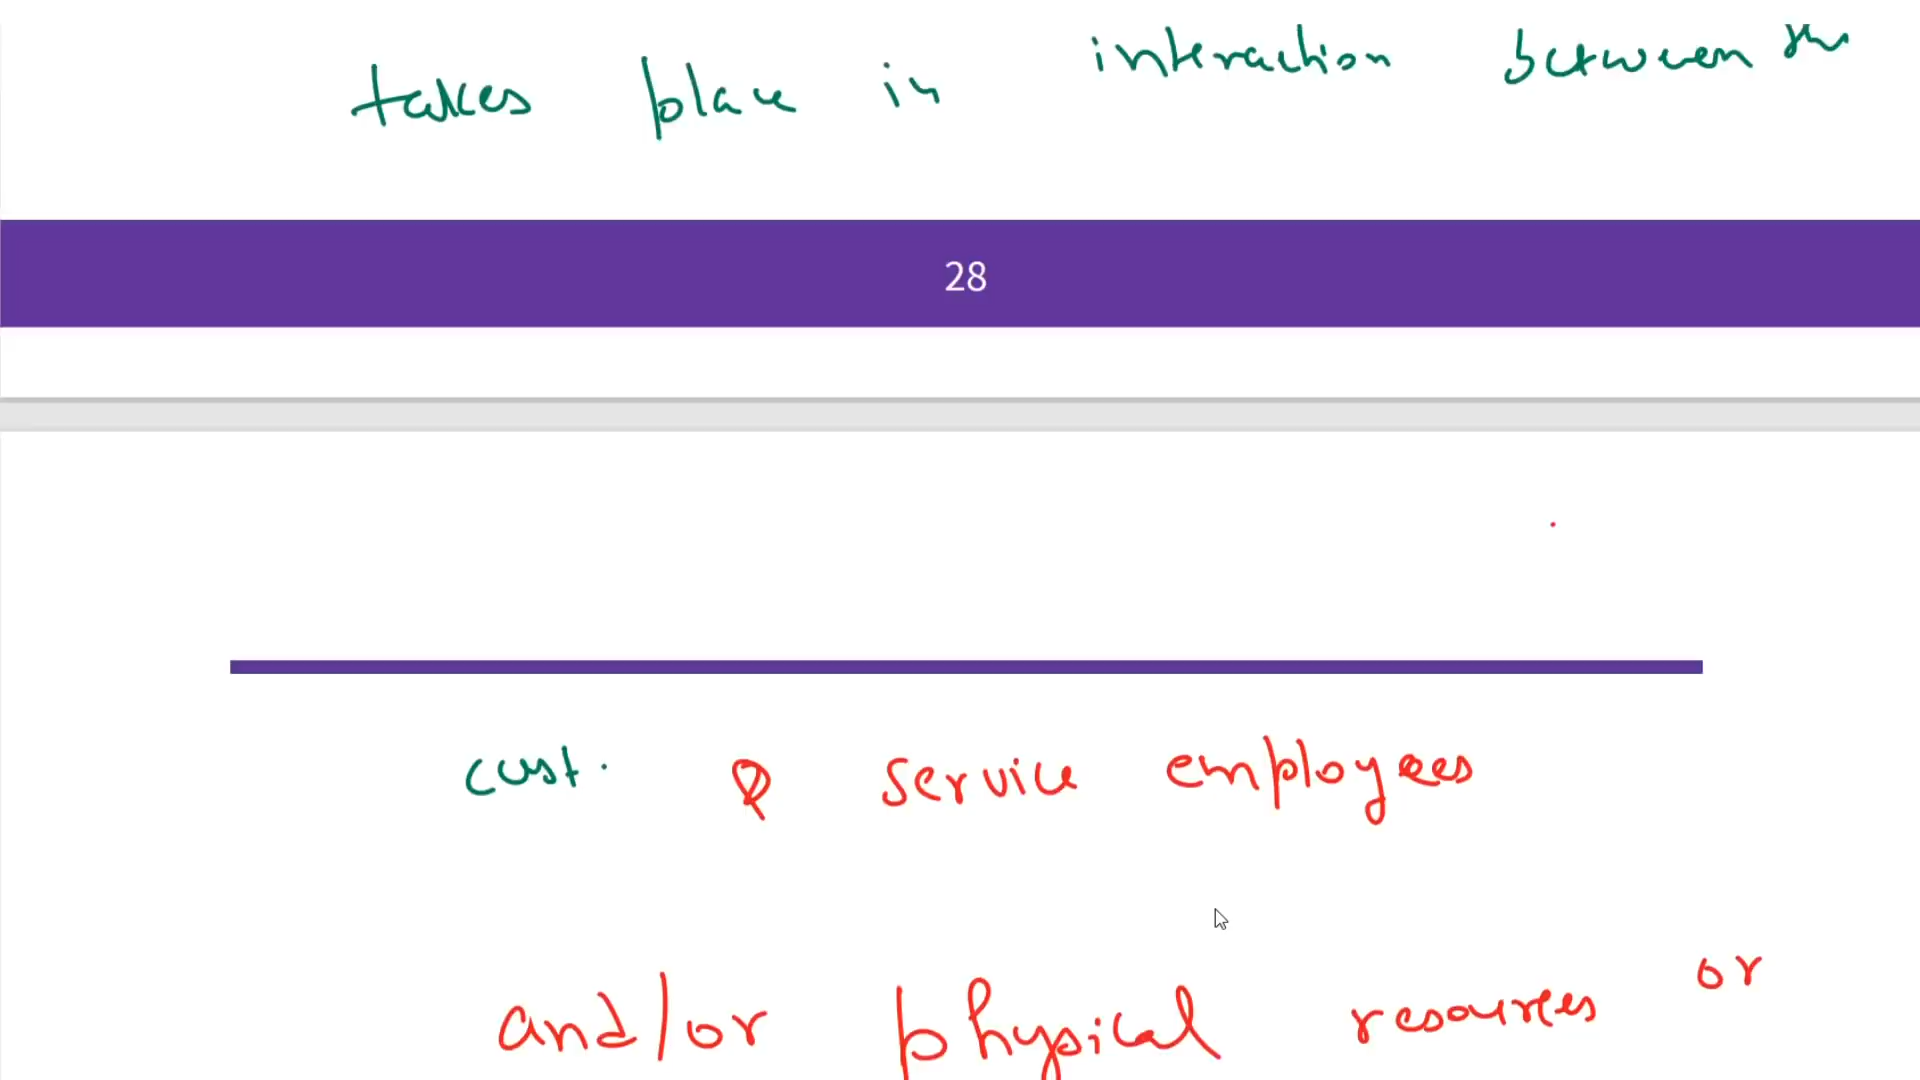 takes place in interaction between the
28
cust. & service employees
and/or physical resources or